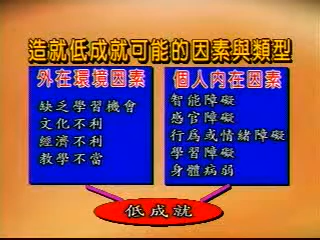 造就低成就可能的因素與類型
外在環境因素
缺乏學習機會
文化不利
經濟不利
教學不當
個人內在因素
智能障礙
感官障礙
行為或情緒障礙
學習障礙
身體病弱
低成就